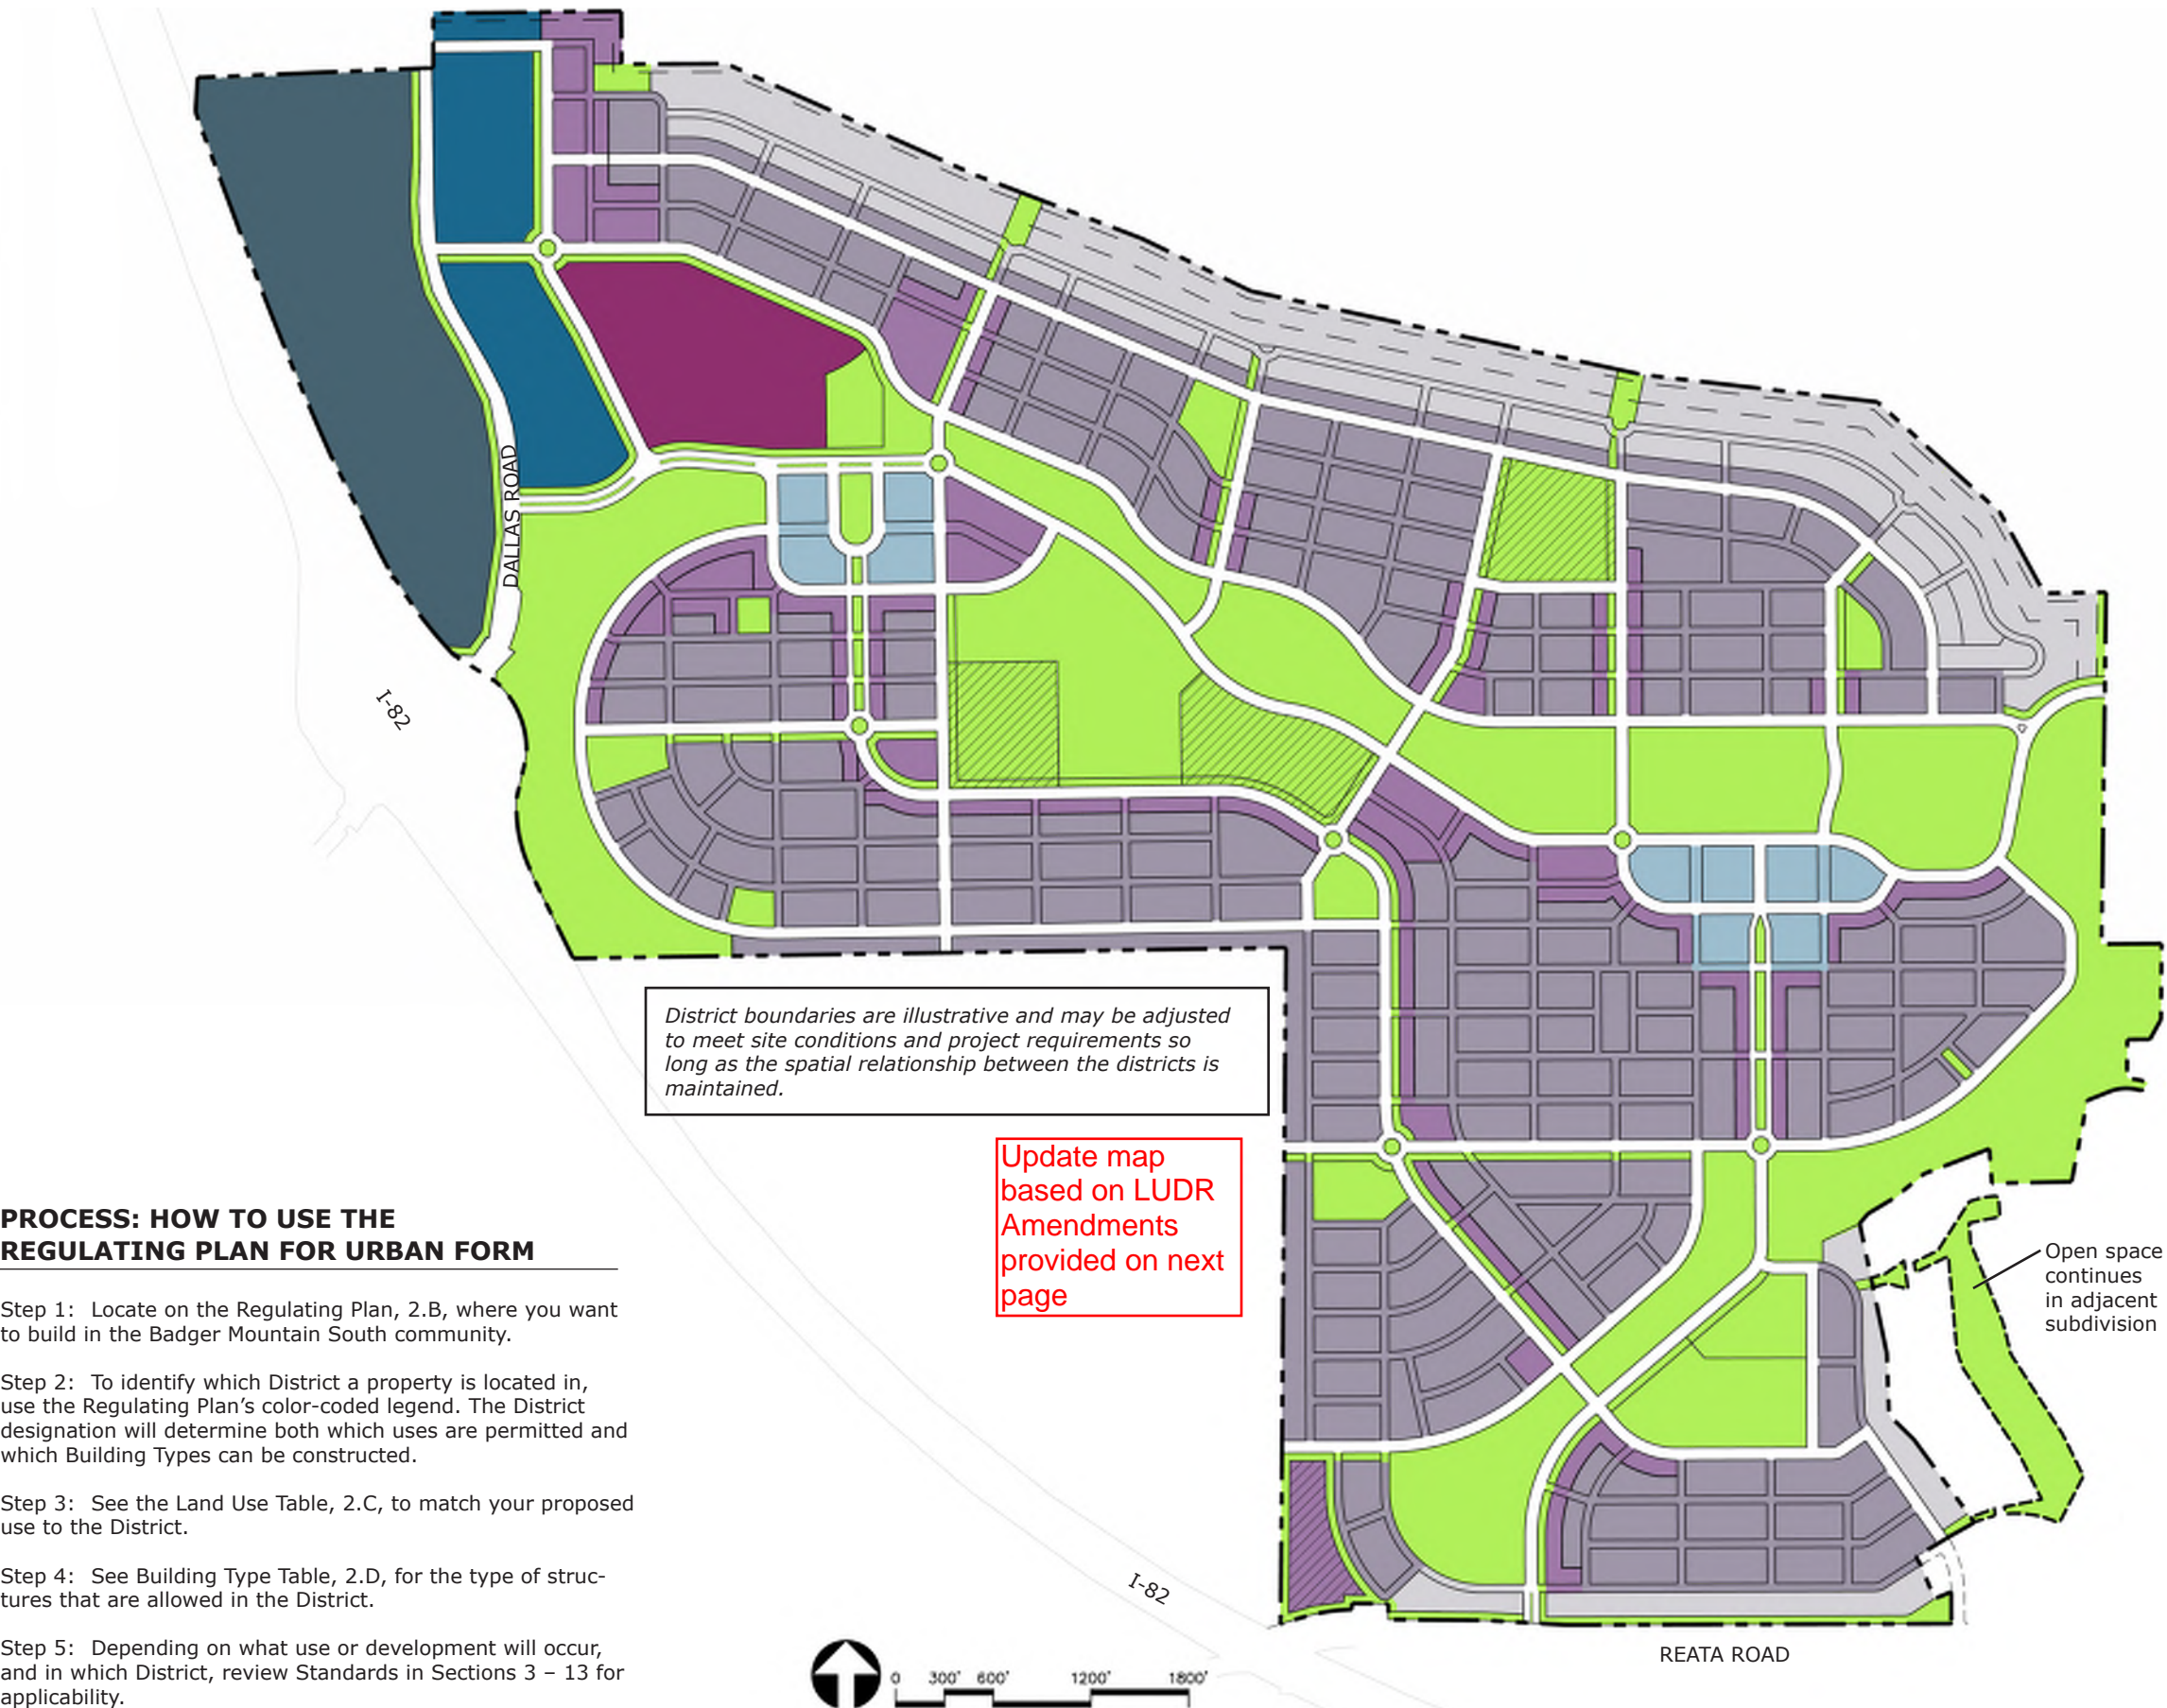 DALLAS ROAD
I-82
District boundaries are illustrative and may be adjusted
to meet site conditions and project requirements so
long as the spatial relationship between the districts is
maintained.
Update map
based on LUDR
Amendments
provided on next
page
PROCESS: HOW TO USE THE
REGULATING PLAN FOR URBAN FORM
Step 1: Locate on the Regulating Plan, 2.B, where you want
to build in the Badger Mountain South community.
Step 2: To identify which District a property is located in,
use the Regulating Plan’s color-coded legend. The District
designation will determine both which uses are permitted and
which Building Types can be constructed.
Step 3: See the Land Use Table, 2.C, to match your proposed
use to the District.
Step 4: See Building Type Table, 2.D, for the type of struc-
tures that are allowed in the District.
Step 5: Depending on what use or development will occur,
and in which District, review Standards in Sections 3 – 13 for
applicability.
Open space
continues
in adjacent
subdivision
I-82
REATA ROAD
0 300' 600' 1200' 1800'